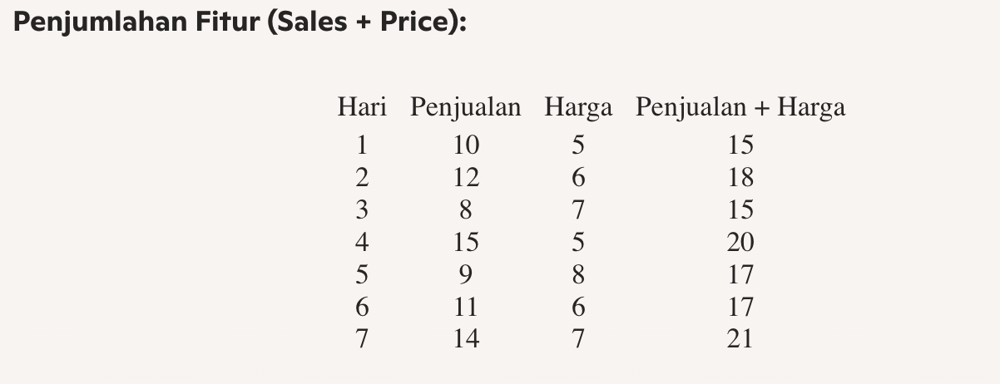 Penjumlahan Fitur (Sales + Price):
Hari Penjualan Harga Penjualan + Harga
1 10 5 15
2 12 6 18
3 8 7 15
4 15 5 20
5 9 8 17
6 11 6 17
7 14 7 21